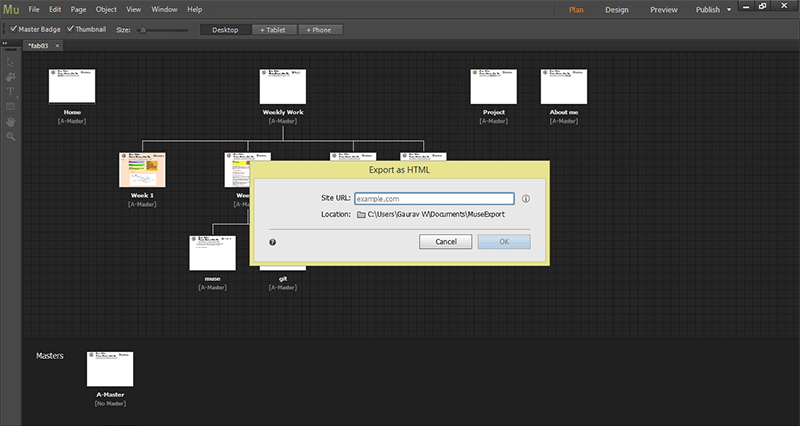 Mu File Edit Page Object View Window Help Plan Design Preview Publish
Master Badge Thumbnail Size: Desktop + Tablet + Phone
*fab03 ×
Home Weekly Work Project About me
[A-Master] [A-Master] [A-Master] [A-Master]
Export as HTML
Week 1
[A-Master]
Site URL: example.com
Location: C:\Users\Gaurav W\Documents\MuseExport
Cancel OK
muse git
[A-Master] [A-Master]
Masters
A-Master
[No Master]